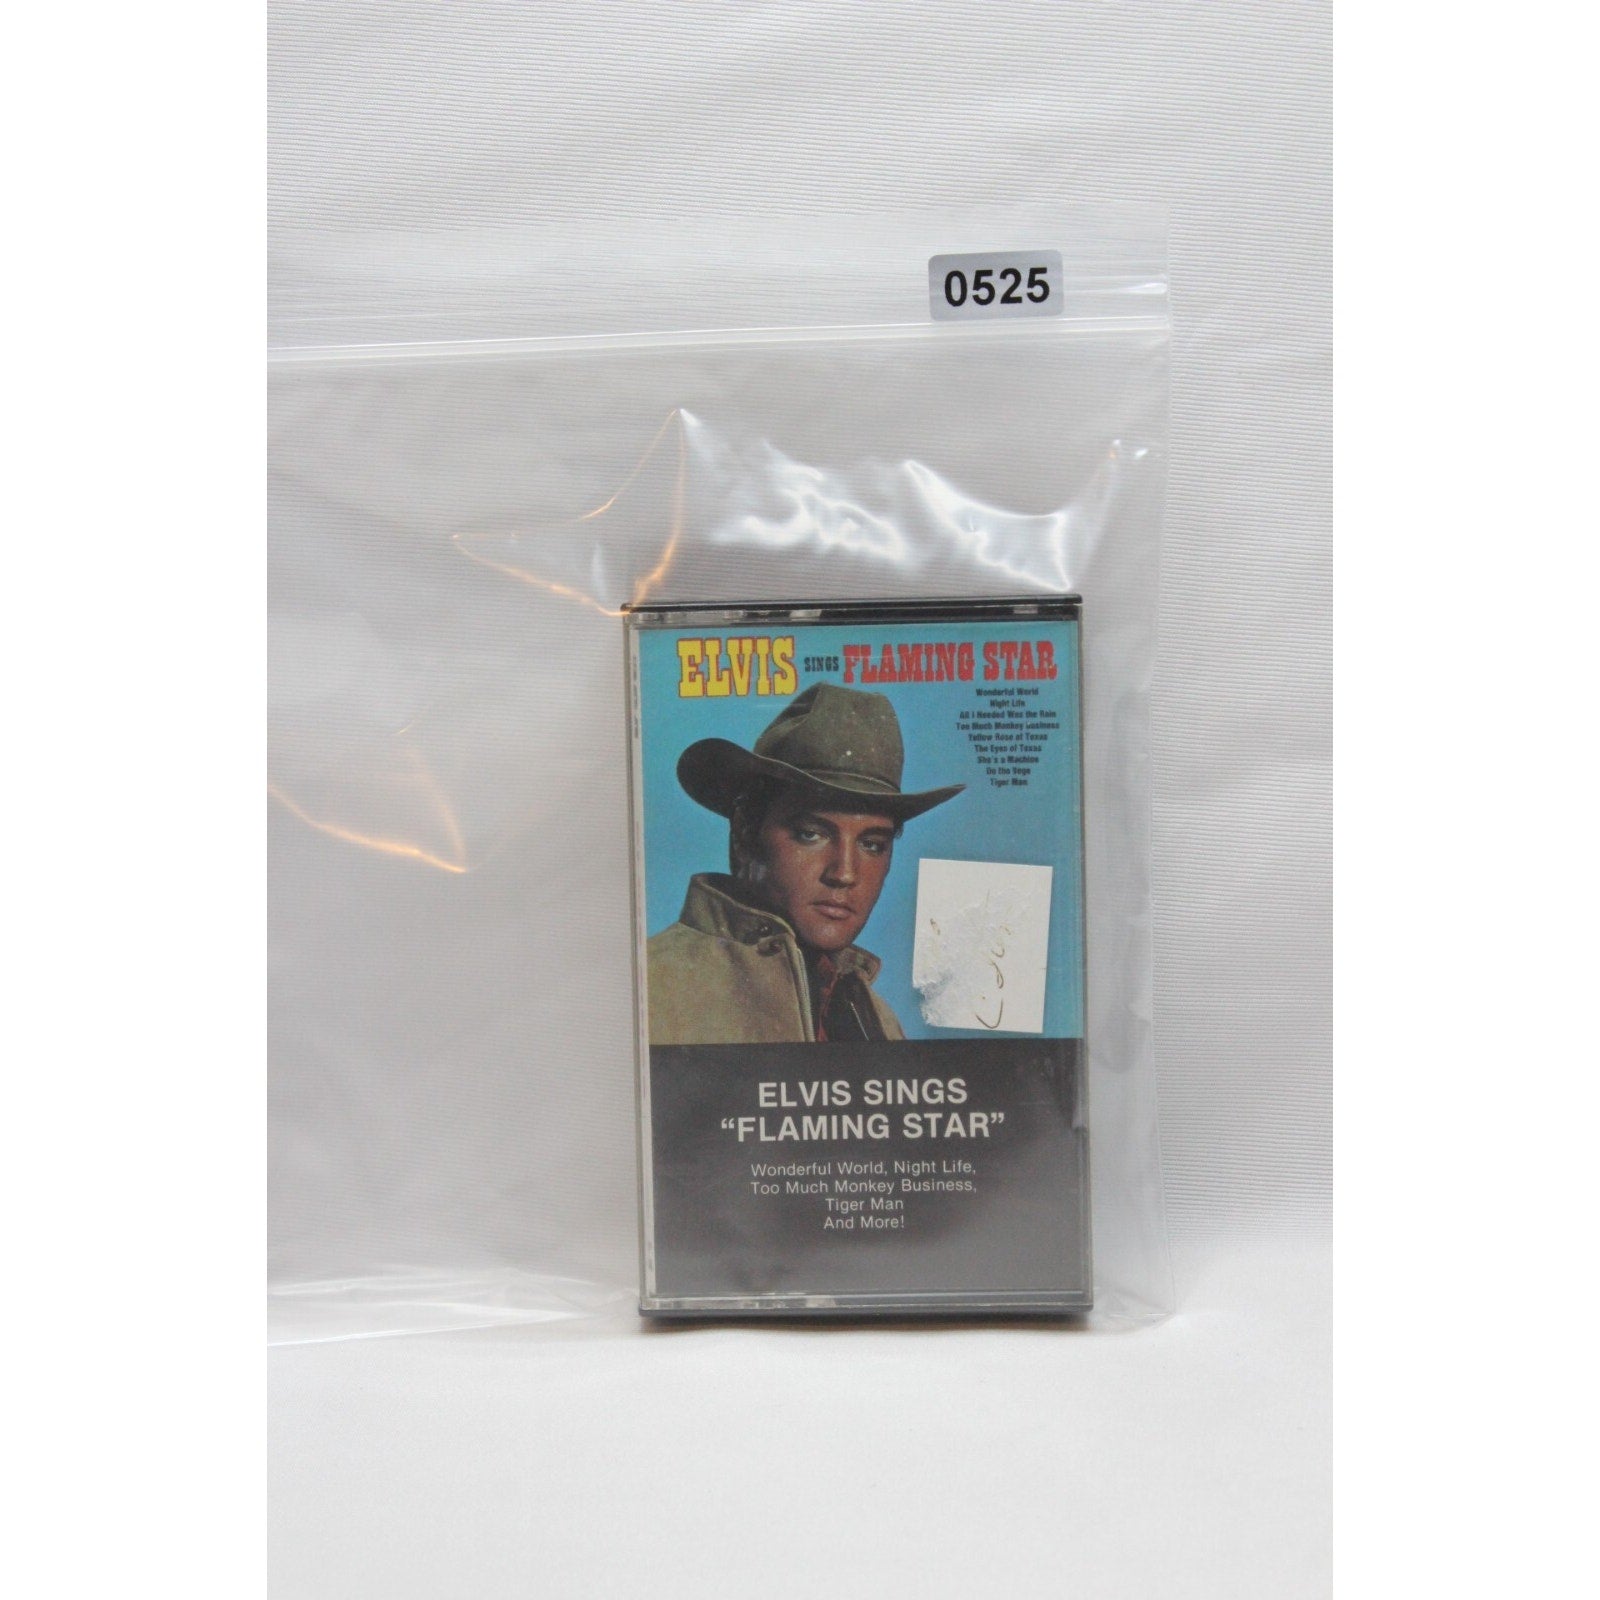 0525
ELVIS SINGS FLAMING STAR
Wonderful World
Night Life
All I Needed Was the Rain
Too Much Monkey Business
Yellow Rose of Texas
The Eyes of Texas
She's a Machine
Do the Vega
Tiger Man
ELVIS SINGS
“FLAMING STAR”
Wonderful World, Night Life,
Too Much Monkey Business,
Tiger Man
And More!